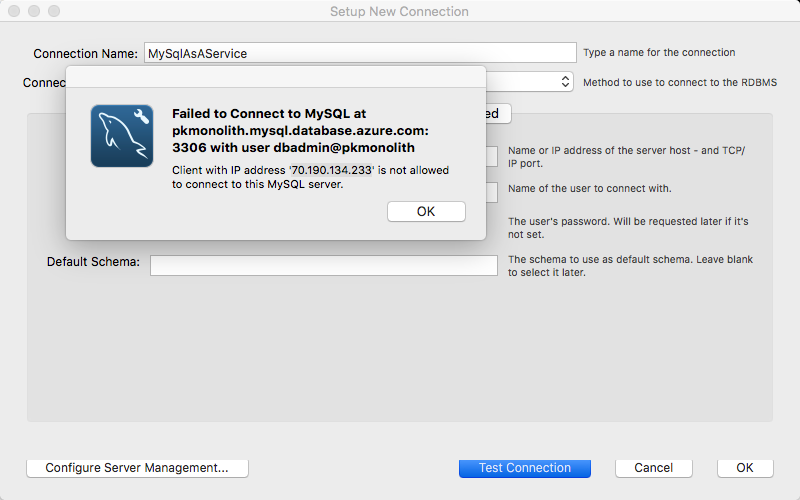 Setup New Connection
Connection Name: MySqlAsAService Type a name for the connection
Connec Method to use to connect to the RDBMS
ed
Failed to Connect to MySQL at
pkmonolith.mysql.database.azure.com:
3306 with user dbadmin@pkmonolith
Client with IP address '70.190.134.233' is not allowed
to connect to this MySQL server.
OK
Name or IP address of the server host - and TCP/
IP port.
Name of the user to connect with.
The user's password. Will be requested later if it's
not set.
Default Schema: The schema to use as default schema. Leave blank
to select it later.
Configure Server Management... Test Connection Cancel OK